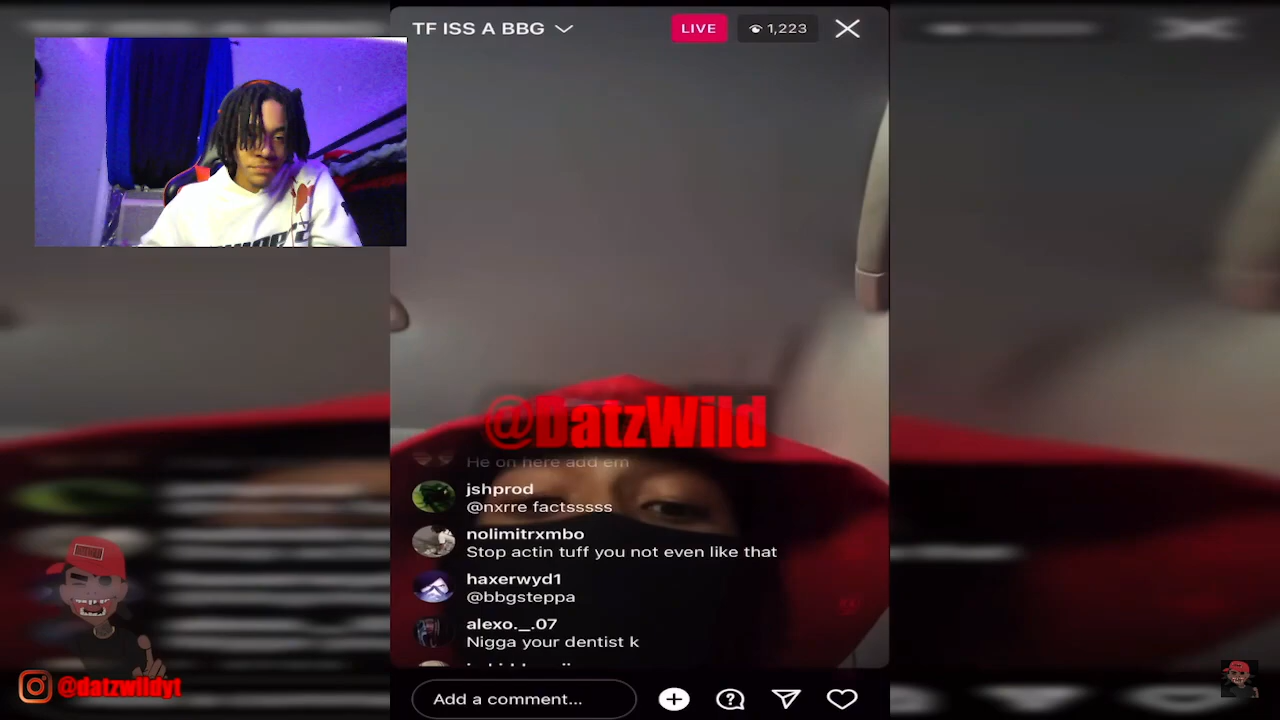 TF ISS A BBG
LIVE
1,223
@DatzWild
He on here add em
jshprod
@nxrre factsssss
nolimitrxmbo
Stop actin tuff you not even like that
haxerwyd1
@bbgsteppa
alexo._.07
Nigga your dentist k
Add a comment...
@datzwildyt